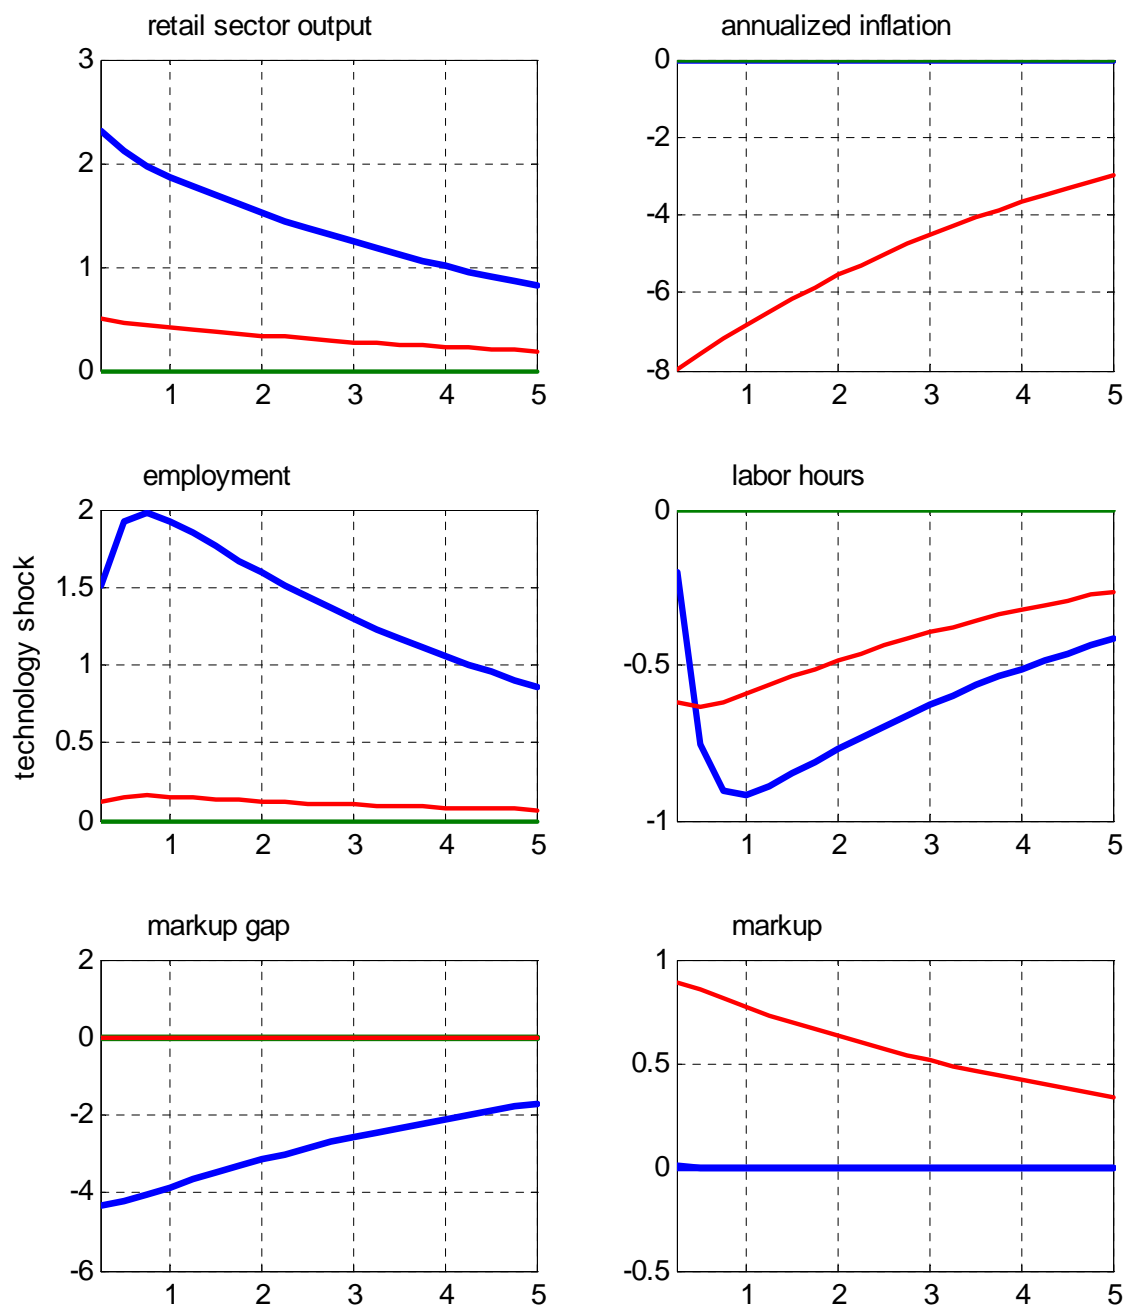 retail sector output
annualized inflation
3
2
1
0
1 2 3 4 5
0
-2
-4
-6
-8
1 2 3 4 5
employment
labor hours
technology shock
2
1.5
1
0.5
0
1 2 3 4 5
0
-0.5
-1
1 2 3 4 5
markup gap
markup
2
0
-2
-4
-6
1 2 3 4 5
1
0.5
0
-0.5
1 2 3 4 5